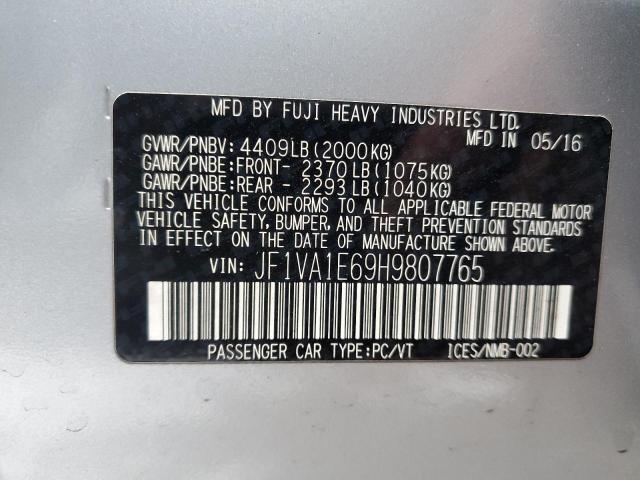 MFD BY FUJI HEAVY INDUSTRIES LTD.
MFD IN 05/16
GVWR/PNBV: 4409LB(2000KG)
GAWR/PNBE:FRONT- 2370LB(1075KG)
GAWR/PNBE:REAR - 2293LB(1040KG)
THIS VEHICLE CONFORMS TO ALL APPLICABLE FEDERAL MOTOR
VEHICLE SAFETY, BUMPER, AND THEFT PREVENTION STANDARDS
IN EFFECT ON THE DATE OF MANUFACTURE SHOWN ABOVE.
VIN: JF1VA1E69H9807765
PASSENGER CAR TYPE:PC/VT ICES/NMB-002